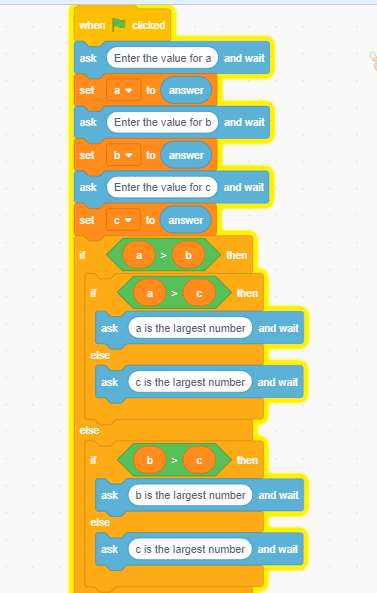 when clicked
ask Enter the value for a and wait
set a to answer
ask Enter the value for b and wait
set b to answer
ask Enter the value for c and wait
set c to answer
if a > b then
if a > c then
ask a is the largest number and wait
else
ask c is the largest number and wait
else
if b > c then
ask b is the largest number and wait
else
ask c is the largest number and wait